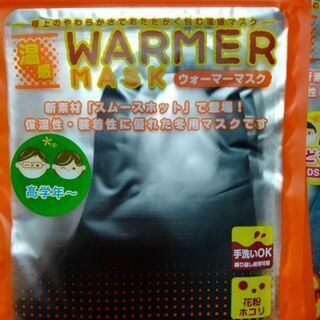 極上のやわらかさであたたかく包む温感マスク
温感
WARMER
MASK
ウォーマーマスク
新素材「スムースホット」で登場!
保温性・装着性に優れた冬用マスクです
高学年～
手洗いOK
繰り返し使用可能
花粉
ホコリ